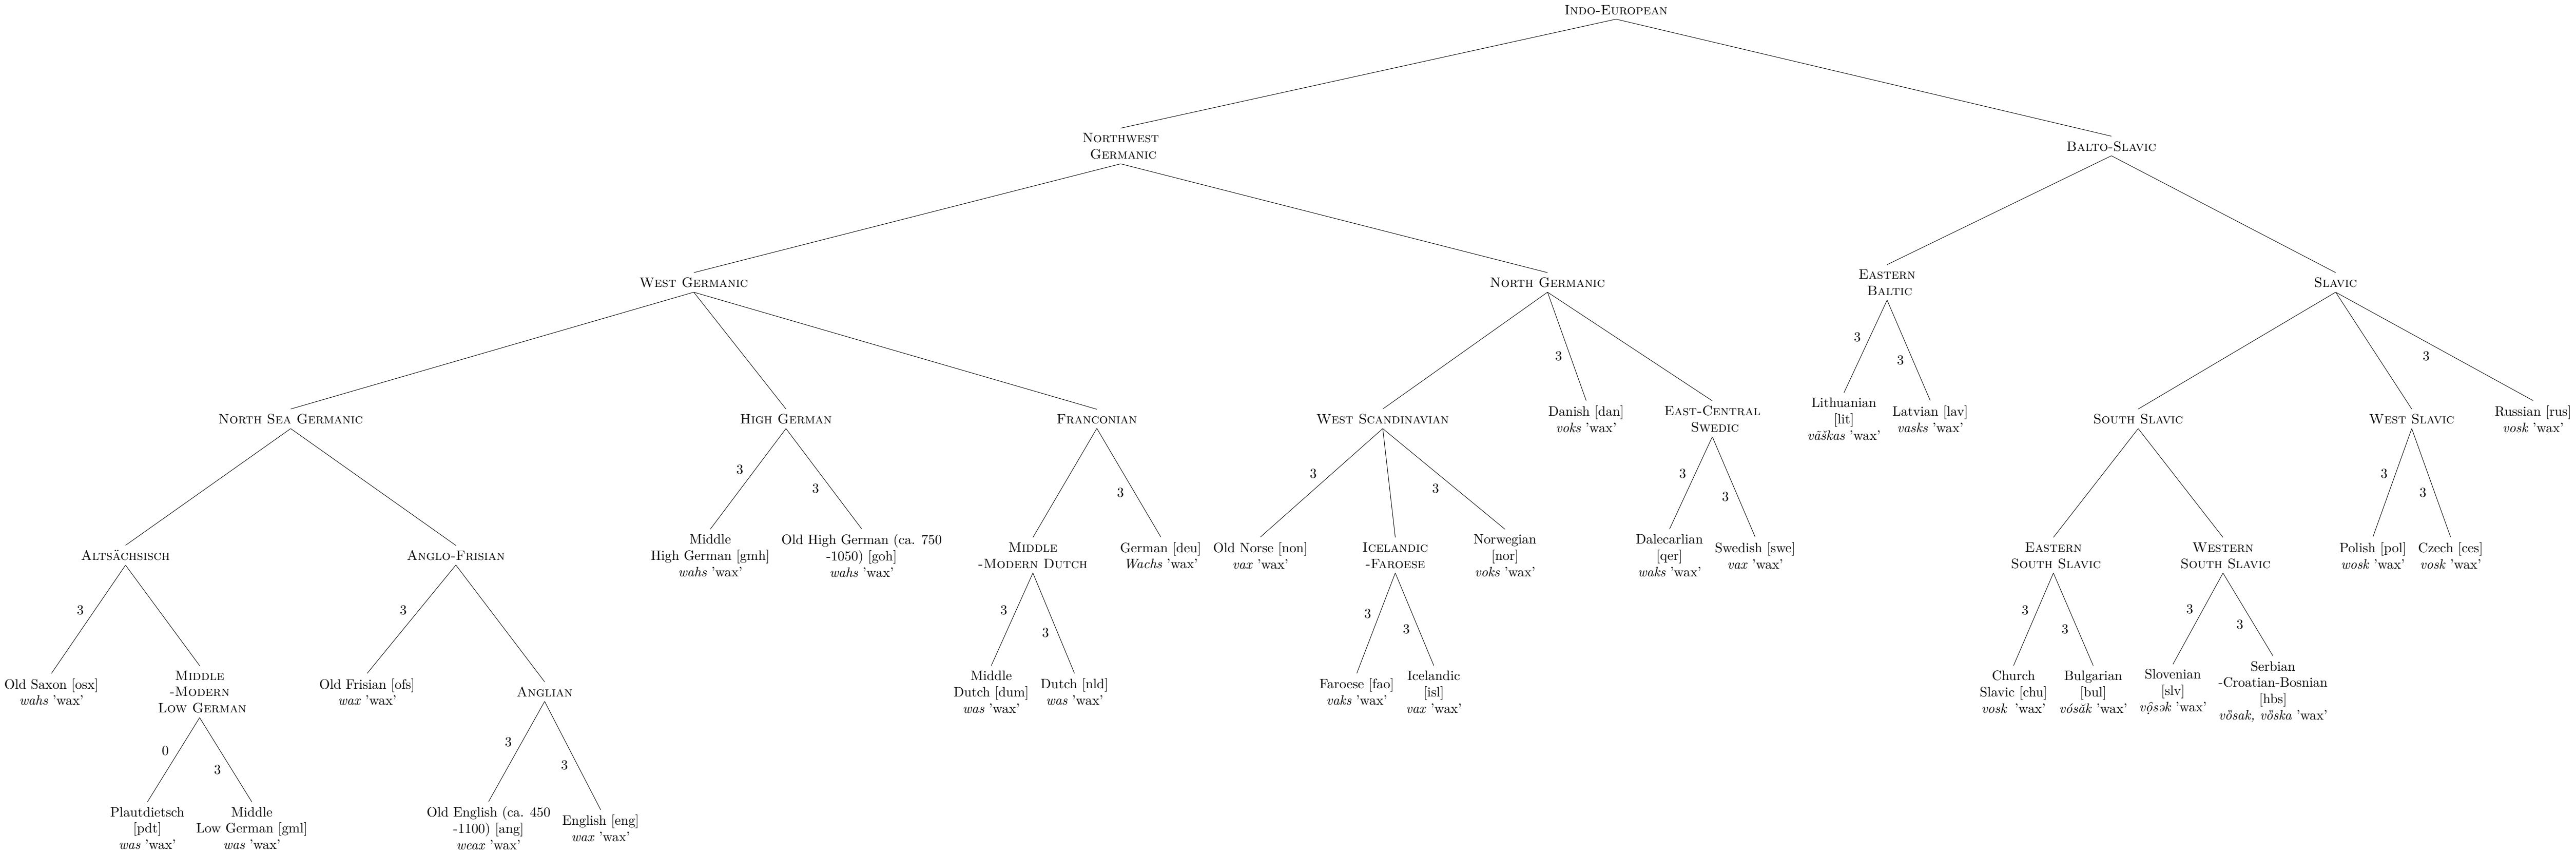 Indo-European
Northwest
Germanic
Balto-Slavic
West Germanic
North Germanic
Eastern
Baltic
Slavic
3
3
3
3
North Sea Germanic
High German
Franconian
West Scandinavian
Danish [dan]
voks 'wax'
East-Central
Swedic
Lithuanian
[lit]
vãškas 'wax'
Latvian [lav]
vasks 'wax'
South Slavic
West Slavic
Russian [rus]
vosk 'wax'
3
3
3
3
3
3
3
3
3
Altsächsisch
Anglo-Frisian
Middle
High German [gmh]
wahs 'wax'
Old High German (ca. 750
-1050) [goh]
wahs 'wax'
Middle
-Modern Dutch
German [deu]
Wachs 'wax'
Old Norse [non]
vax 'wax'
Icelandic
-Faroese
Norwegian
[nor]
voks 'wax'
Dalecarlian
[qer]
waks 'wax'
Swedish [swe]
vax 'wax'
Eastern
South Slavic
Western
South Slavic
Polish [pol]
wosk 'wax'
Czech [ces]
vosk 'wax'
3
3
3
3
3
3
3
3
3
3
Old Saxon [osx]
wahs 'wax'
Middle
-Modern
Low German
Old Frisian [ofs]
wax 'wax'
Anglian
Middle
Dutch [dum]
was 'wax'
Dutch [nld]
was 'wax'
Faroese [fao]
vaks 'wax'
Icelandic
[isl]
vax 'wax'
Church
Slavic [chu]
vosk 'wax'
Bulgarian
[bul]
vósăk 'wax'
Slovenian
[slv]
vọ̑sək 'wax'
Serbian
-Croatian-Bosnian
[hbs]
vȍsak, vȍska 'wax'
0
3
3
3
Plautdietsch
[pdt]
was 'wax'
Middle
Low German [gml]
was 'wax'
Old English (ca. 450
-1100) [ang]
weax 'wax'
English [eng]
wax 'wax'